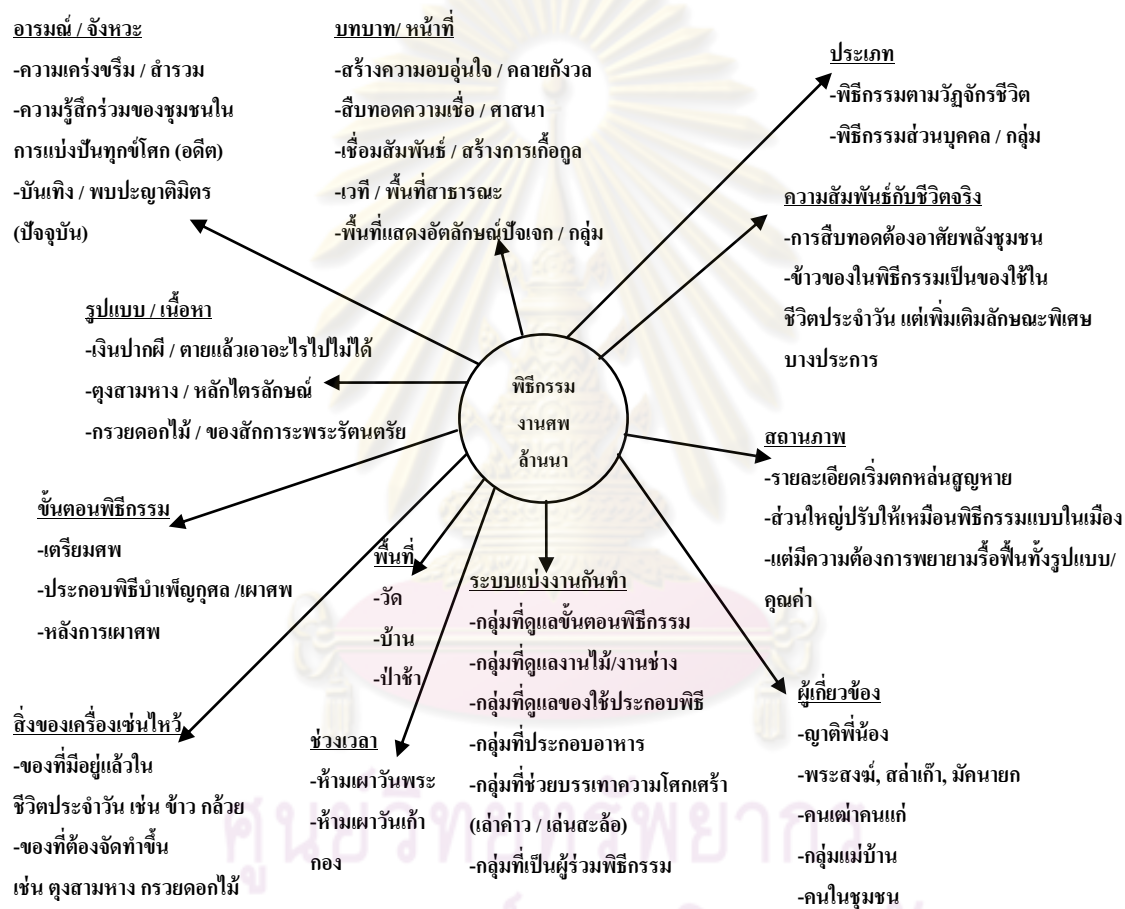 อารมณ์ / จังหวะ
-ความเคร่งขรึม / สำรวม
-ความรู้สึกร่วมของชุมชนใน
การแบ่งปันทุกข์โศก (อดีต)
-บันเทิง / พบปะญาติมิตร
(ปัจจุบัน)
บทบาท/ หน้าที่
-สร้างความอบอุ่นใจ / คลายกังวล
-สืบทอดความเชื่อ / ศาสนา
-เชื่อมสัมพันธ์ / สร้างการเกื้อกูล
-เวที / พื้นที่สาธารณะ
-พื้นที่แสดงอัตลักษณ์ปัจเจก / กลุ่ม
ประเภท
-พิธีกรรมตามวัฏจักรชีวิต
-พิธีกรรมส่วนบุคคล / กลุ่ม
ความสัมพันธ์กับชีวิตจริง
-การสืบทอดต้องอาศัยพลังชุมชน
-ข้าวของในพิธีกรรมเป็นของใช้ใน
ชีวิตประจำวัน แต่เพิ่มเติมลักษณะพิเศษ
บางประการ
รูปแบบ / เนื้อหา
-เงินปากผี / ตายแล้วเอาอะไรไปไม่ได้
-ตุงสามหาง / หลักไตรลักษณ์
-กรวยดอกไม้ / ของสักการะพระรัตนตรัย
พิธีกรรม
งานศพ
ล้านนา
สถานภาพ
-รายละเอียดเริ่มตกหล่นสูญหาย
-ส่วนใหญ่ปรับให้เหมือนพิธีกรรมแบบในเมือง
-แต่มีความต้องการพยายามรื้อฟื้นทั้งรูปแบบ/
คุณค่า
ขั้นตอนพิธีกรรม
-เตรียมศพ
-ประกอบพิธีบำเพ็ญกุศล /เผาศพ
-หลังการเผาศพ
พื้นที่
-วัด
-บ้าน
-ป่าช้า
ระบบแบ่งงานกันทำ
-กลุ่มที่ดูแลขั้นตอนพิธีกรรม
-กลุ่มที่ดูแลงานไม้/งานช่าง
-กลุ่มที่ดูแลของใช้ประกอบพิธี
-กลุ่มที่ประกอบอาหาร
-กลุ่มที่ช่วยบรรเทาความโศกเศร้า
(เล่าค่าว / เล่นสะล้อ)
-กลุ่มที่เป็นผู้ร่วมพิธีกรรม
ผู้เกี่ยวข้อง
-ญาติพี่น้อง
-พระสงฆ์, สล่าเก๊า, มัคนายก
-คนเฒ่าคนแก่
-กลุ่มแม่บ้าน
-คนในชุมชน
สิ่งของเครื่องเซ่นไหว้
-ของที่มีอยู่แล้วใน
ชีวิตประจำวัน เช่น ข้าว กล้วย
-ของที่ต้องจัดทำขึ้น
เช่น ตุงสามหาง กรวยดอกไม้
ช่วงเวลา
-ห้ามเผาวันพระ
-ห้ามเผาวันเก้า
กอง
ศูนย์วิทยทรัพยากร